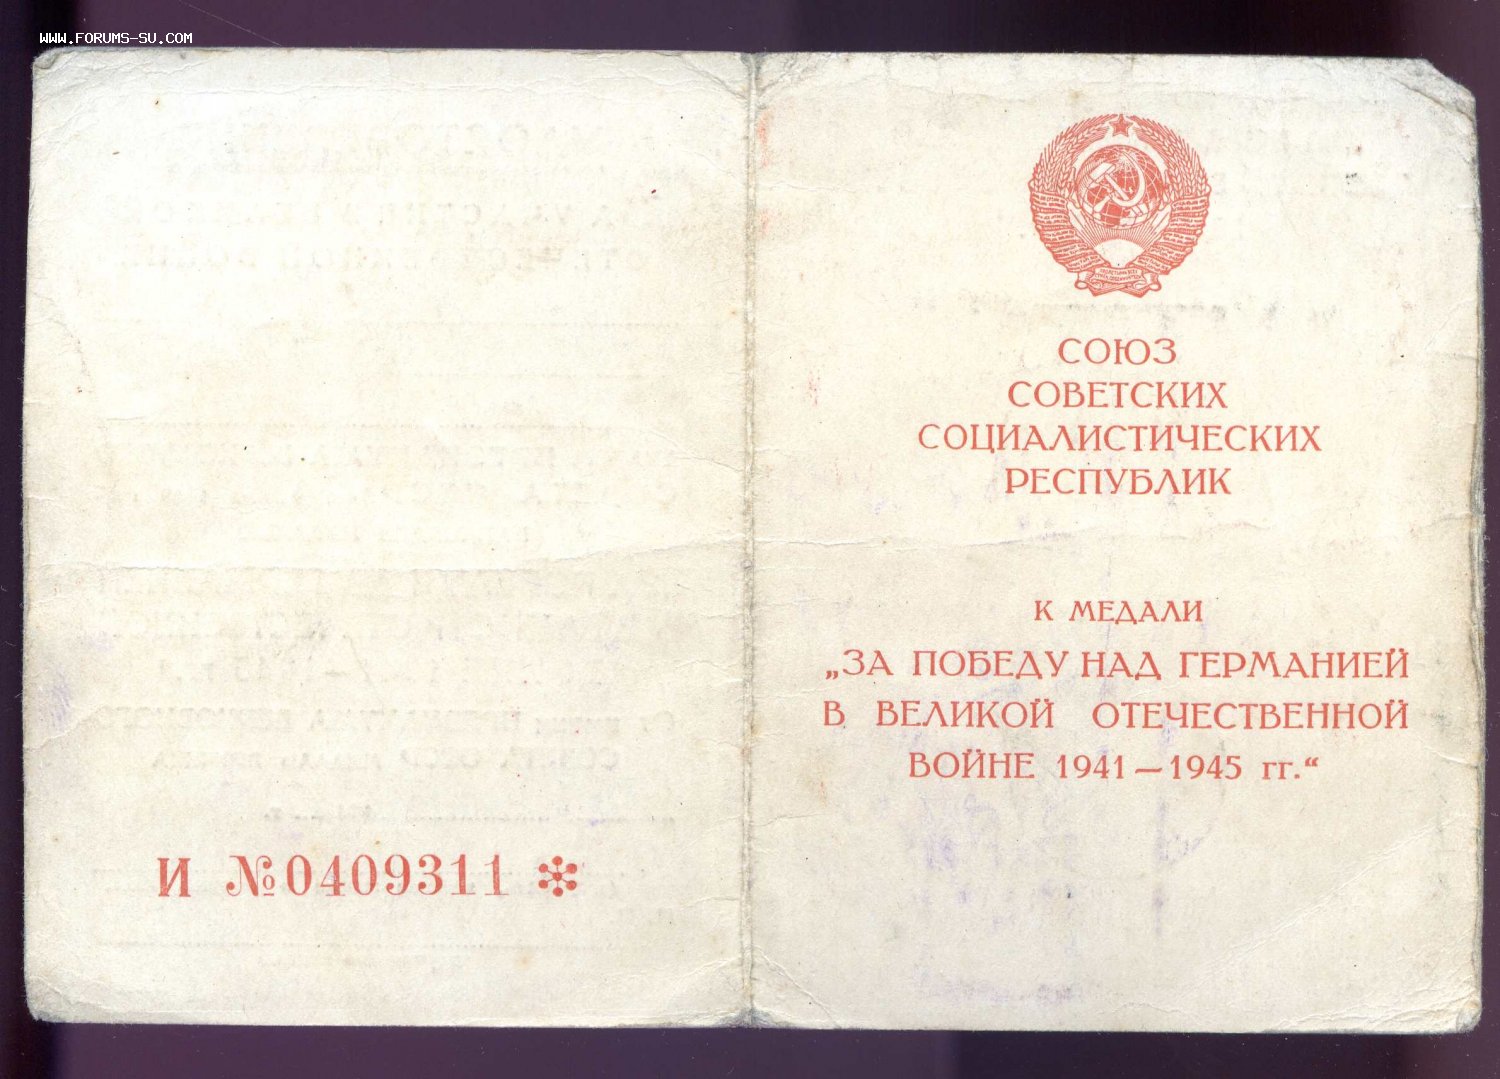 WWW.FORUMS-SU.COM
СОЮЗ
СОВЕТСКИХ
СОЦИАЛИСТИЧЕСКИХ
РЕСПУБЛИК
К МЕДАЛИ
„ЗА ПОБЕДУ НАД ГЕРМАНИЕЙ
В ВЕЛИКОЙ ОТЕЧЕСТВЕННОЙ
ВОЙНЕ 1941—1945 гг.“
И №0409311